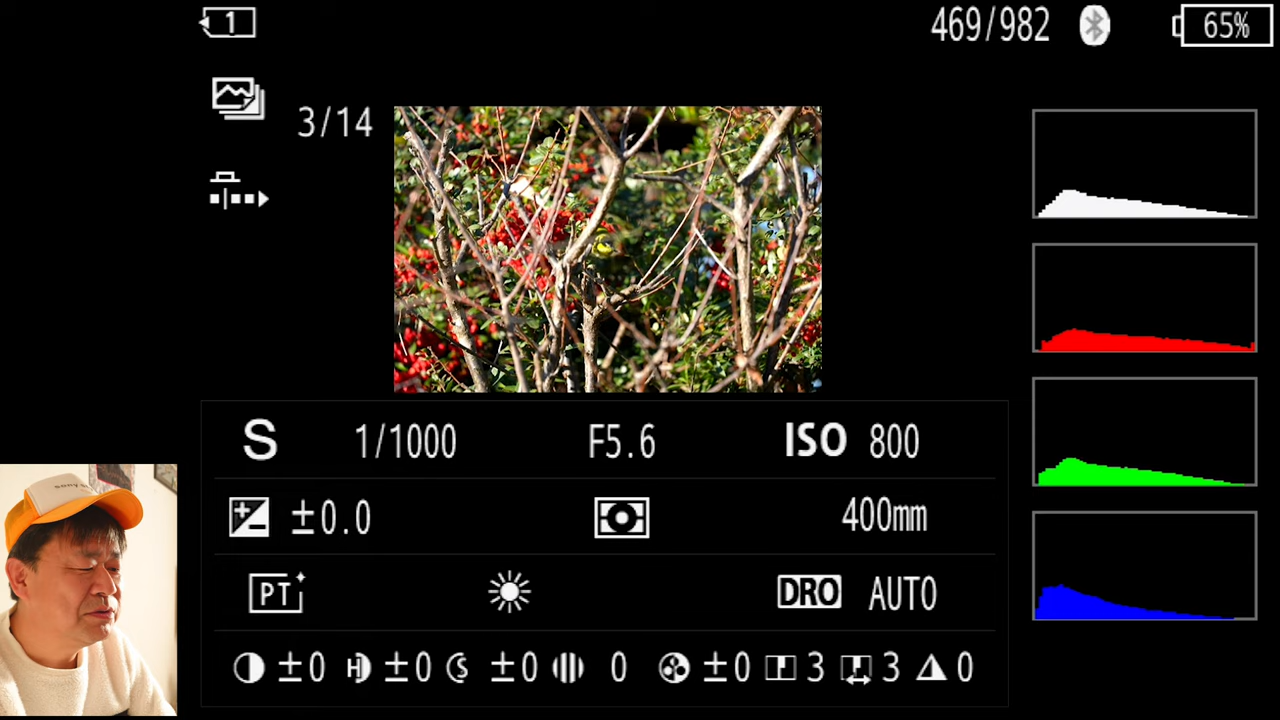 1
469/982
65%
3/14
S 1/1000 F5.6 ISO 800
±0.0 400mm
PT DRO AUTO
±0 H ±0 S ±0 0 ±0 3 3 0